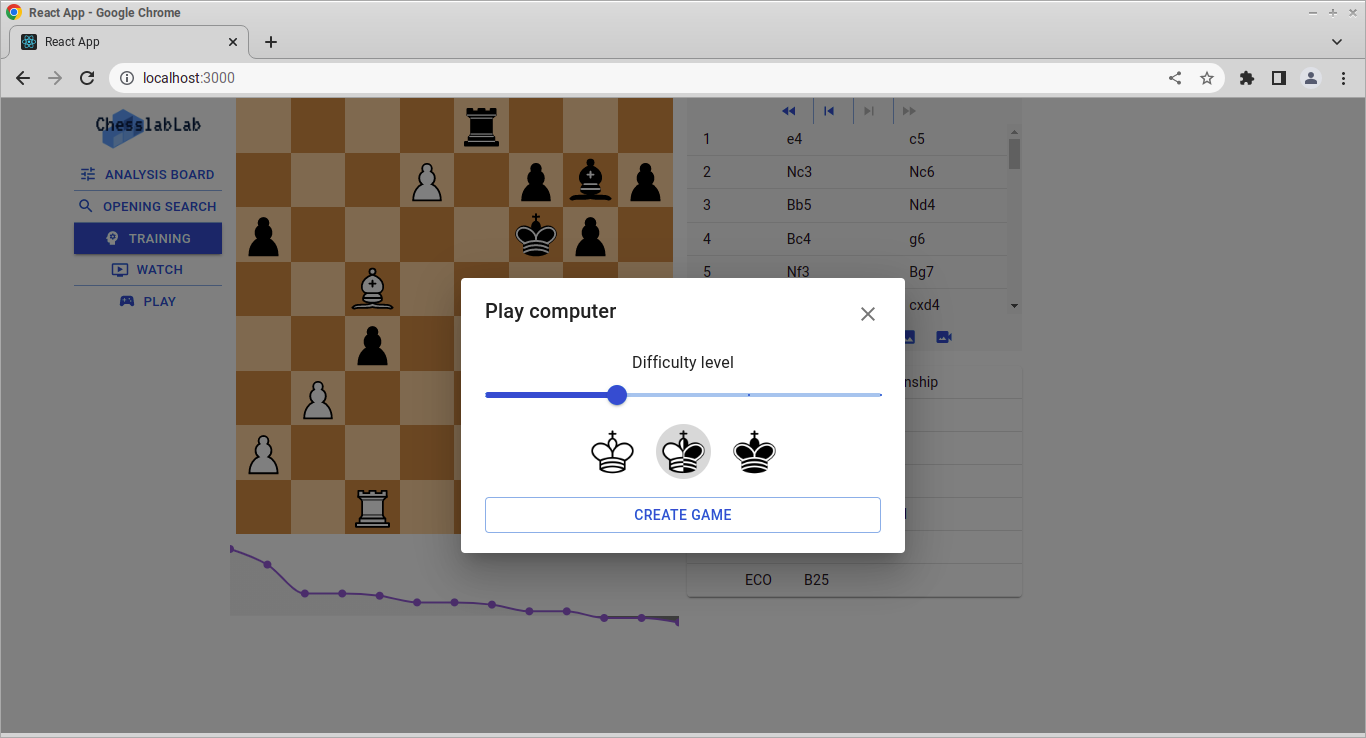 React App - Google Chrome
React App
localhost:3000
ChesslabLab
ANALYSIS BOARD
OPENING SEARCH
TRAINING
WATCH
PLAY
1 e4 c5
2 Nc3 Nc6
3 Bb5 Nd4
4 Bc4 g6
5 Nf3 Bg7
cxd4
Play computer
Difficulty level
CREATE GAME
nship
ECO B25